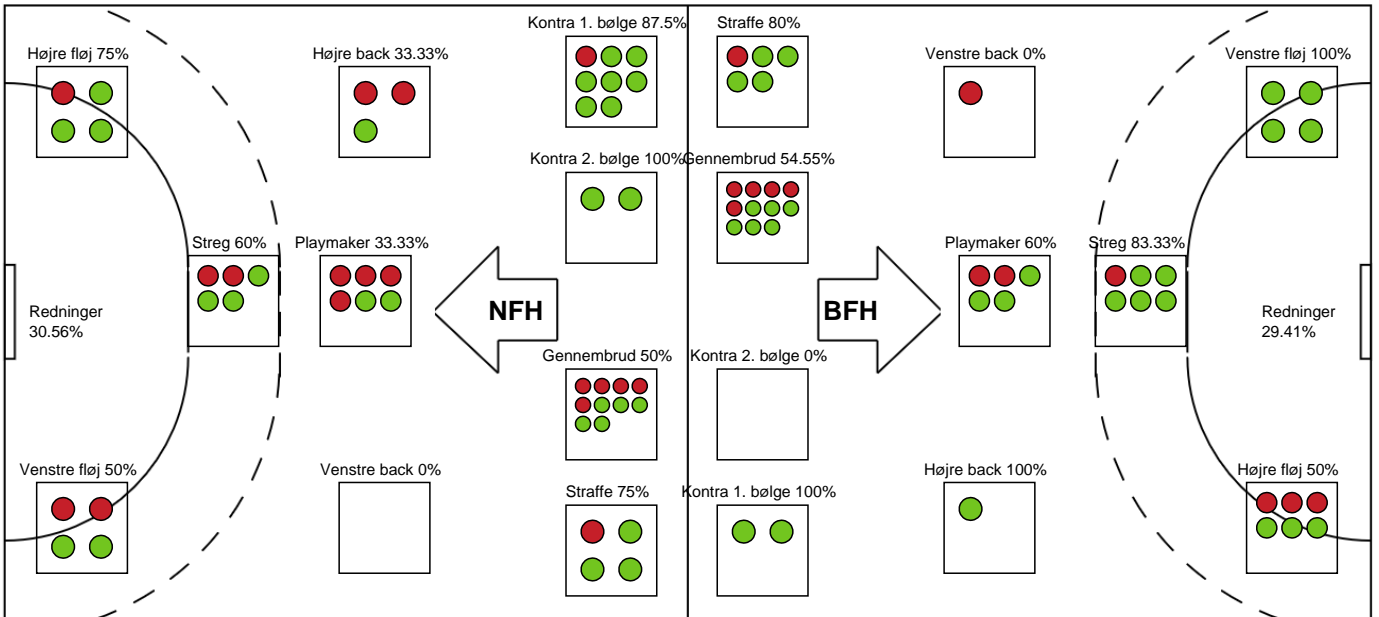 Kontra 1. bølge 87.5%
Straffe 80%
Højre fløj 75%
Højre back 33.33%
Venstre back 0%
Venstre fløj 100%
Kontra 2. bølge 100%
Gennembrud 54.55%
Streg 60%
Playmaker 33.33%
Playmaker 60%
Streg 83.33%
NFH
BFH
Redninger
30.56%
Redninger
29.41%
Gennembrud 50%
Kontra 2. bølge 0%
Venstre fløj 50%
Venstre back 0%
Højre back 100%
Højre fløj 50%
Straffe 75%
Kontra 1. bølge 100%